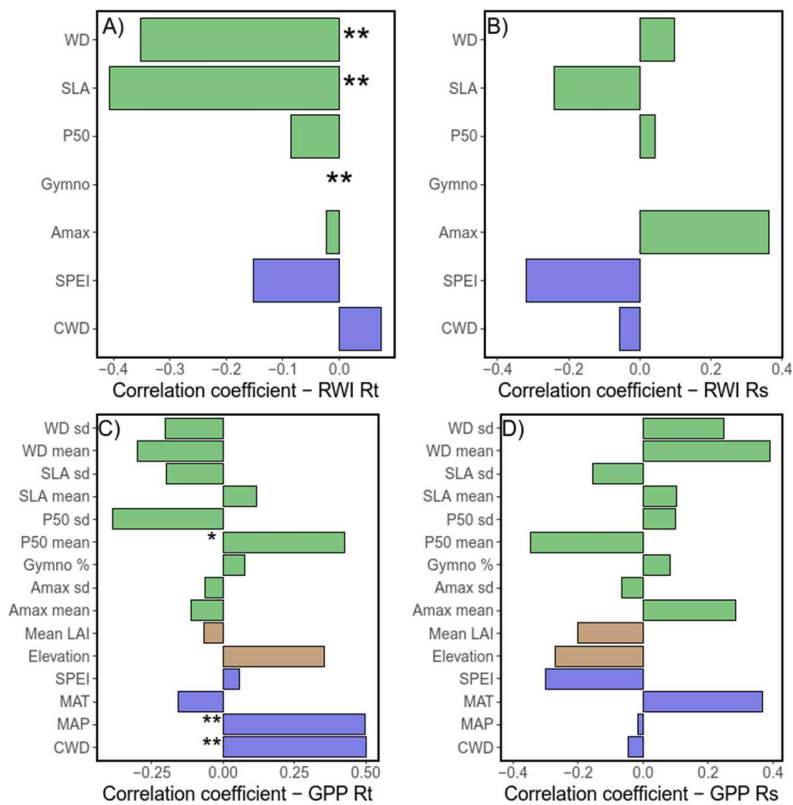 A)
WD **
SLA **
P50
Gymno **
Amax
SPEI
CWD
−0.4 −0.3 −0.2 −0.1 0.0
Correlation coefficient − RWI Rt
B)
WD
SLA
P50
Gymno
Amax
SPEI
CWD
−0.4 −0.2 0.0 0.2 0.4
Correlation coefficient − RWI Rs
C)
WD sd
WD mean
SLA sd
SLA mean
P50 sd
P50 mean *
Gymno %
Amax sd
Amax mean
Mean LAI
Elevation
SPEI
MAT
MAP **
CWD **
−0.25 0.00 0.25 0.50
Correlation coefficient − GPP Rt
D)
WD sd
WD mean
SLA sd
SLA mean
P50 sd
P50 mean
Gymno %
Amax sd
Amax mean
Mean LAI
Elevation
SPEI
MAT
MAP
CWD
−0.4 −0.2 0.0 0.2 0.4
Correlation coefficient − GPP Rs